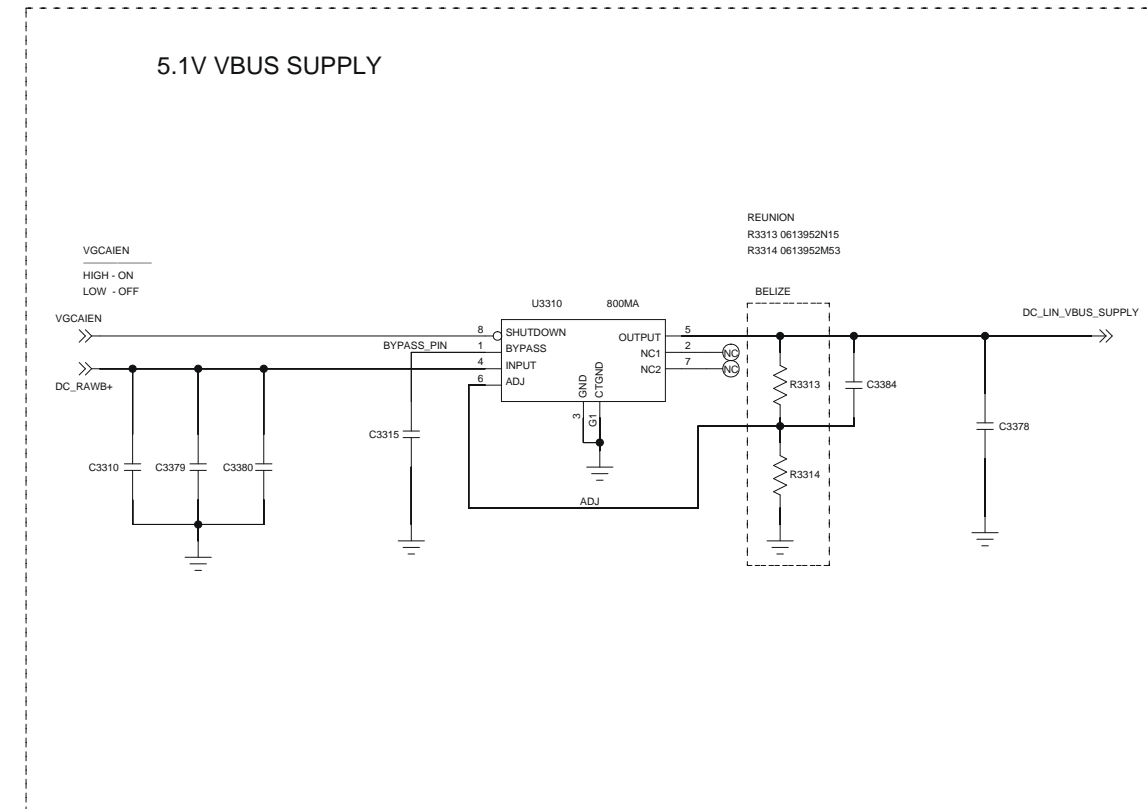 5.1V VBUS SUPPLY
REUNION
R3313 0613952N15
R3314 0613952M53
VGCAIEN
HIGH - ON
LOW - OFF
BELIZE
U3310 800MA
DC_LIN_VBUS_SUPPLY
VGCAIEN
8 SHUTDOWN
OUTPUT 5
BYPASS_PIN 1 BYPASS
NC1 2 NC
4 INPUT
NC2 7 NC
DC_RAWB+
6 ADJ
GND
CTGND
R3313
C3384
3
G1
C3315
C3378
C3310
C3379
C3380
R3314
ADJ